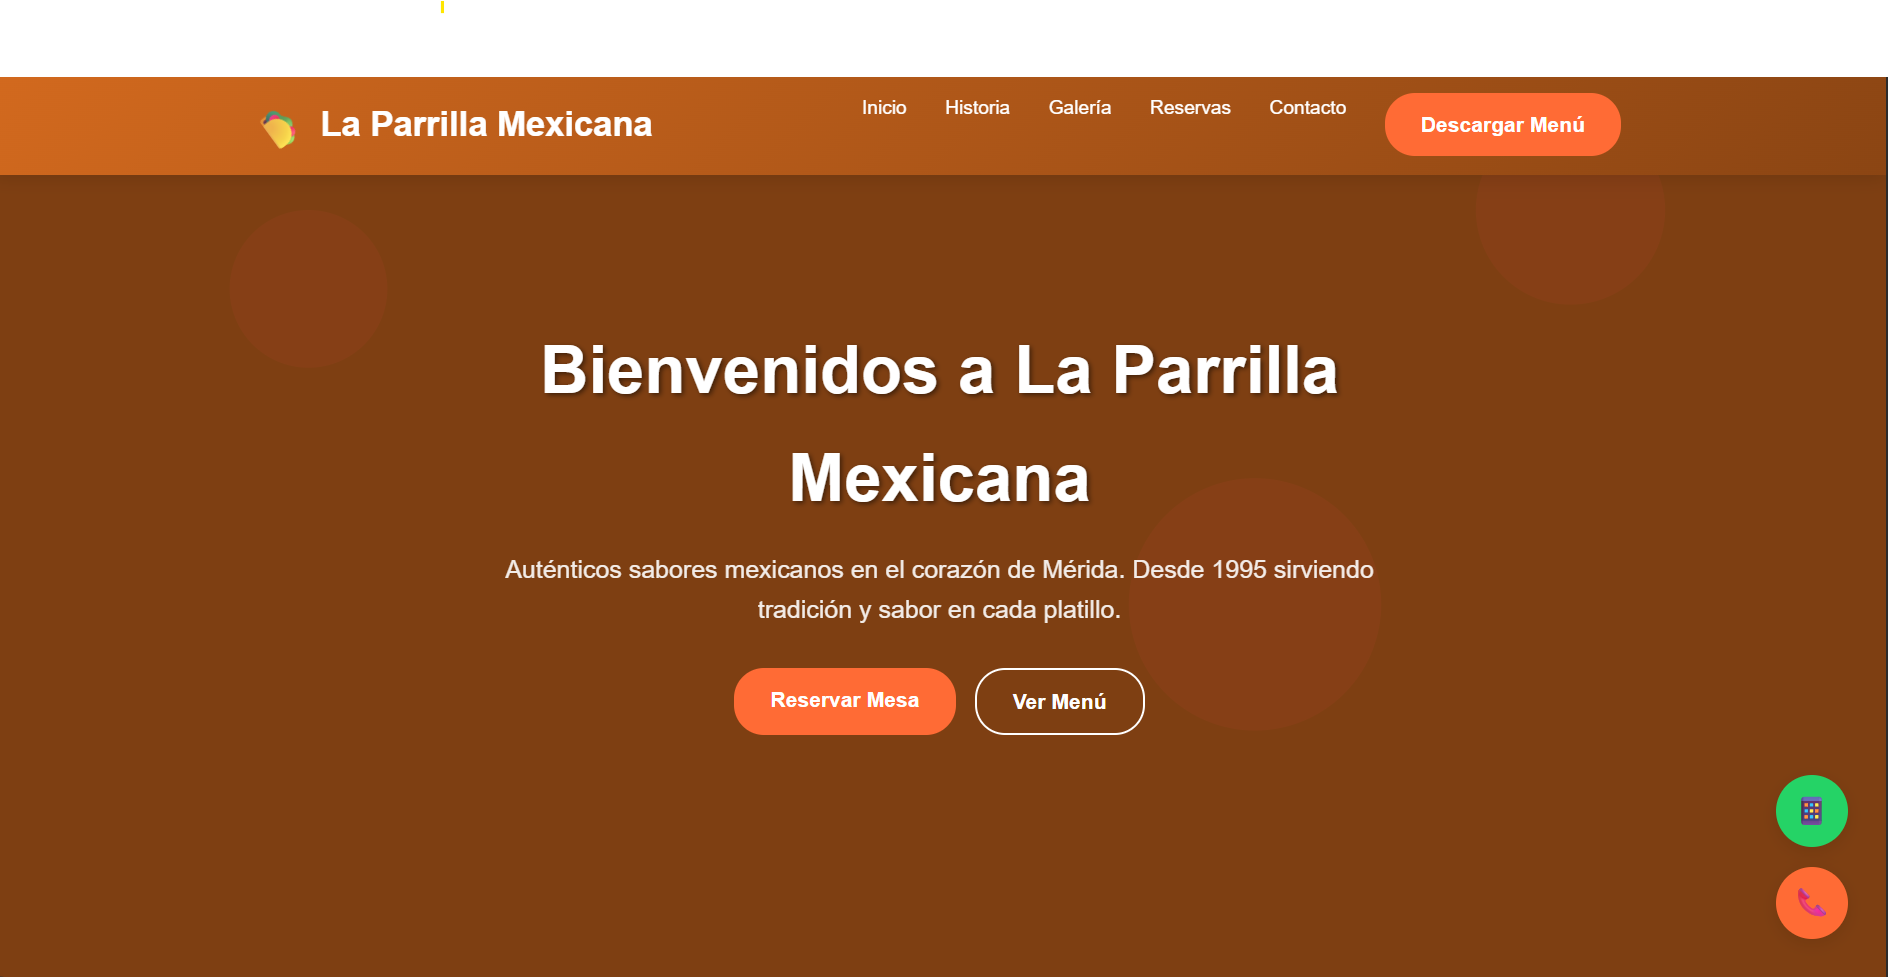 La Parrilla Mexicana
Inicio
Historia
Galería
Reservas
Contacto
Descargar Menú
Bienvenidos a La Parrilla
Mexicana
Auténticos sabores mexicanos en el corazón de Mérida. Desde 1995 sirviendo
tradición y sabor en cada platillo.
Reservar Mesa
Ver Menú